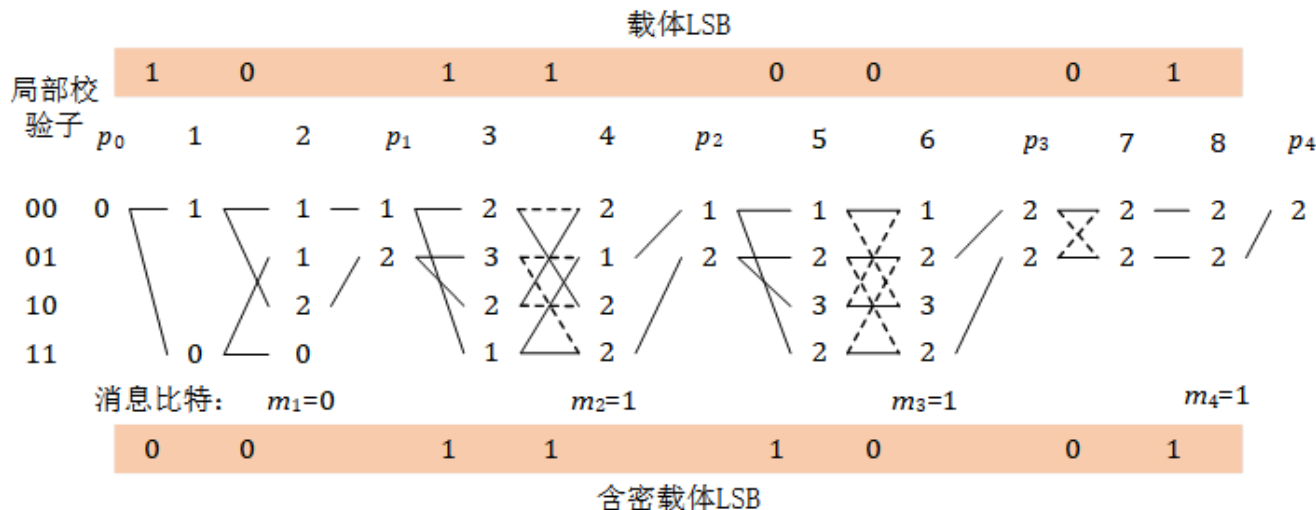 载体LSB
1 0 1 1 0 0 0 1
局部校
验子 p₀ 1 2 p₁ 3 4 p₂ 5 6 p₃ 7 8 p₄
00 0 1 1 1 2 2 1 1 1 2 2 2 2
01 1 2 3 1 2 2 2 2 2 2
10 2 2 2 3 3
11 0 0 1 2 2 2
消息比特： m₁=0 m₂=1 m₃=1 m₄=1
0 0 1 1 1 0 0 1
含密载体LSB